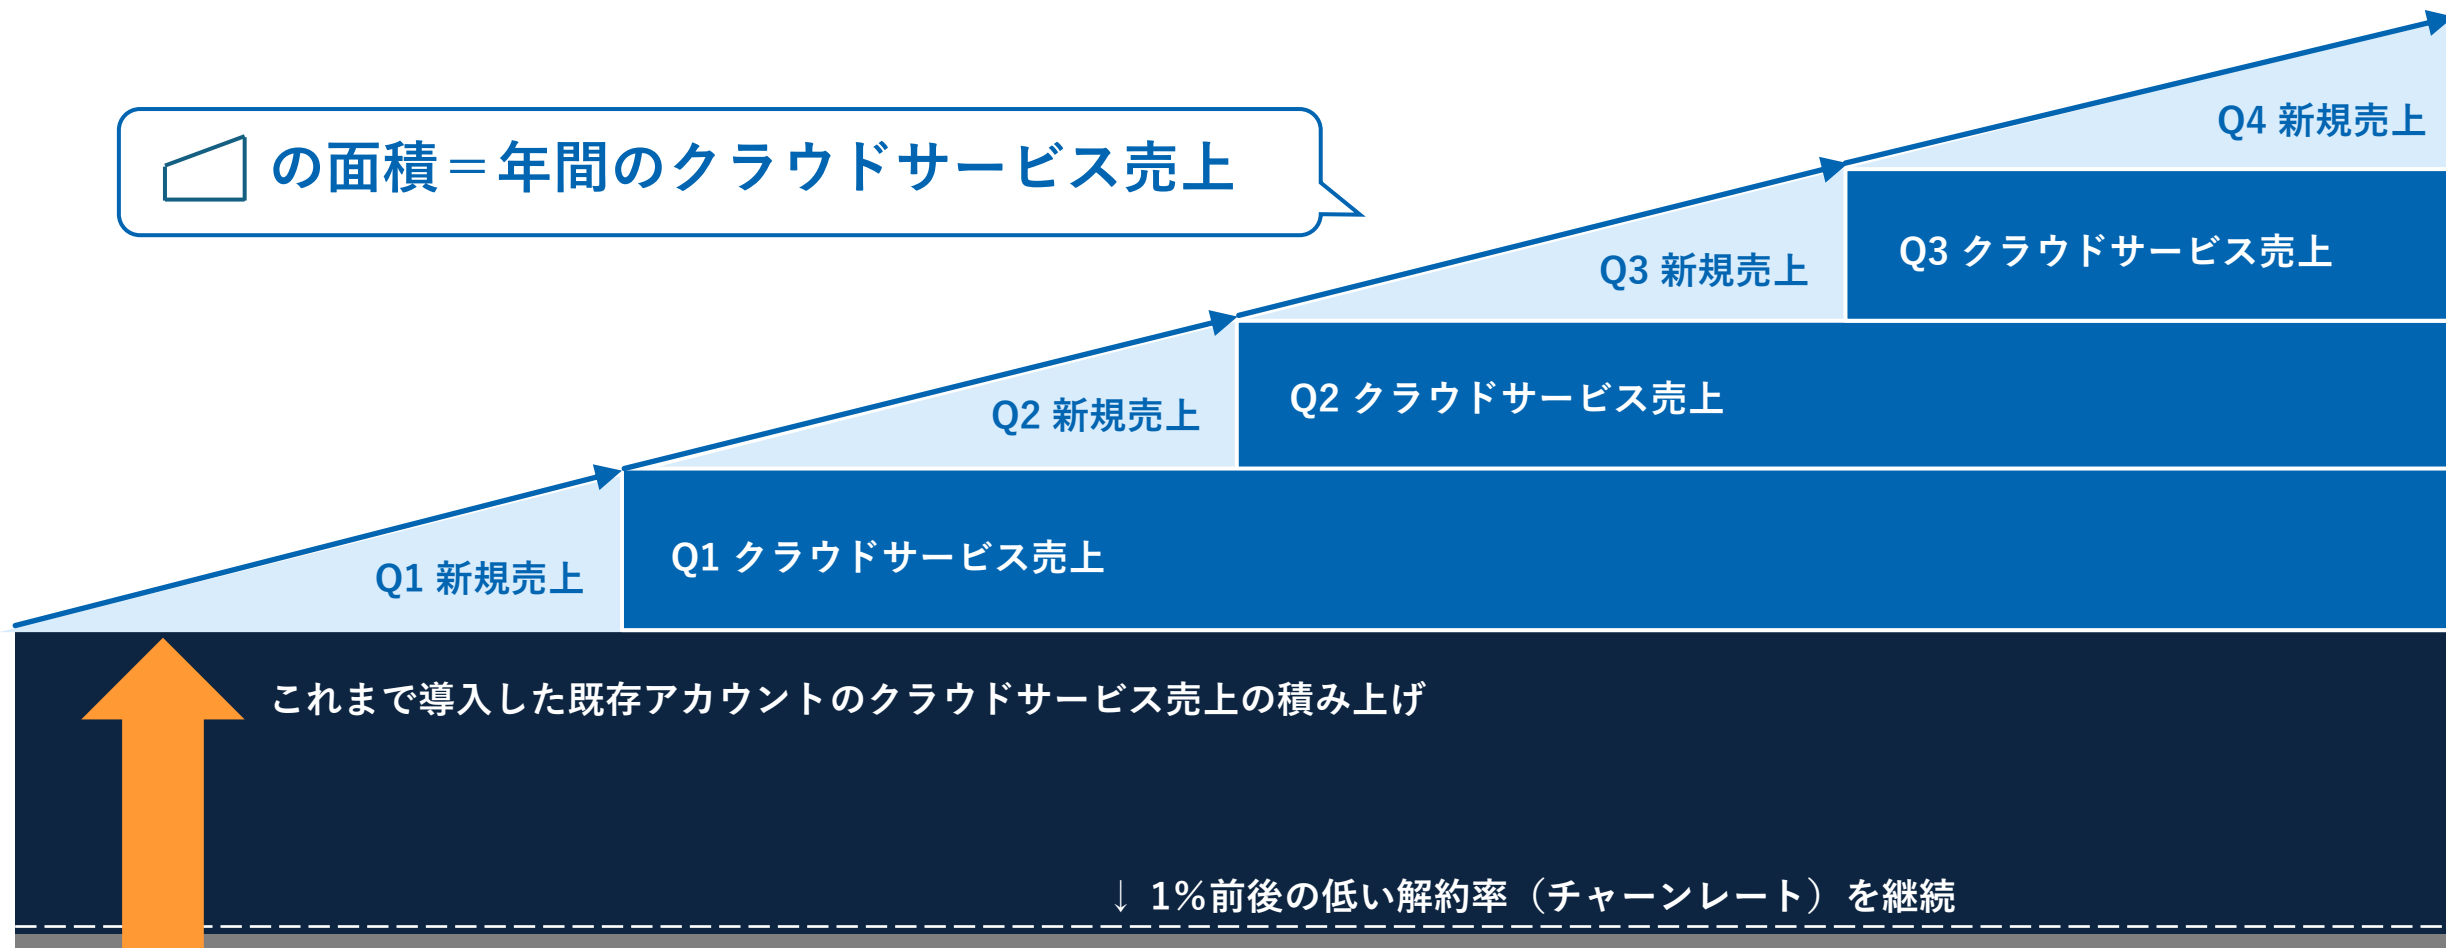 の面積＝年間のクラウドサービス売上
Q4 新規売上
Q3 新規売上
Q3 クラウドサービス売上
Q2 新規売上
Q2 クラウドサービス売上
Q1 新規売上
Q1 クラウドサービス売上
これまで導入した既存アカウントのクラウドサービス売上の積み上げ
↓ 1%前後の低い解約率（チャーンレート）を継続